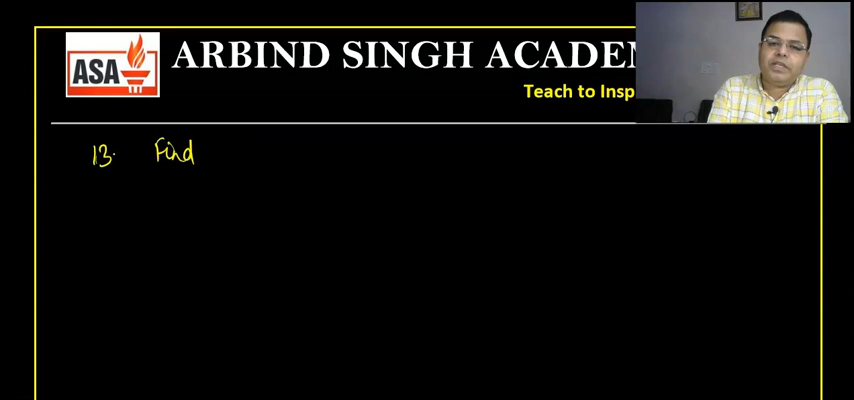 ASA
ARBIND SINGH ACADEM
Teach to Insp
13. Find